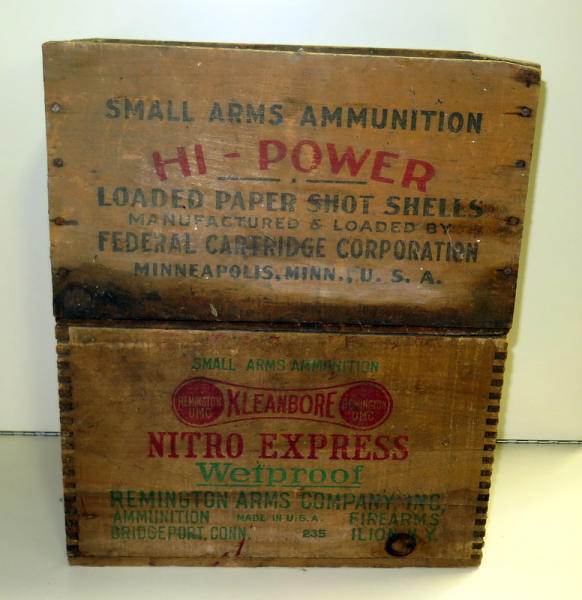 SMALL ARMS AMMUNITION
HI-POWER
LOADED PAPER SHOT SHELLS
MANUFACTURED & LOADED BY
FEDERAL CARTRIDGE CORPORATION
MINNEAPOLIS, MINN., U. S. A.
SMALL ARMS AMMUNITION
REMINGTON UMC KLEANBORE REMINGTON UMC
NITRO EXPRESS
Wetproof
REMINGTON ARMS COMPANY, INC,
AMMUNITION MADE IN U.S.A. FIREARMS
BRIDGEPORT, CONN. 235 ILION N.Y.